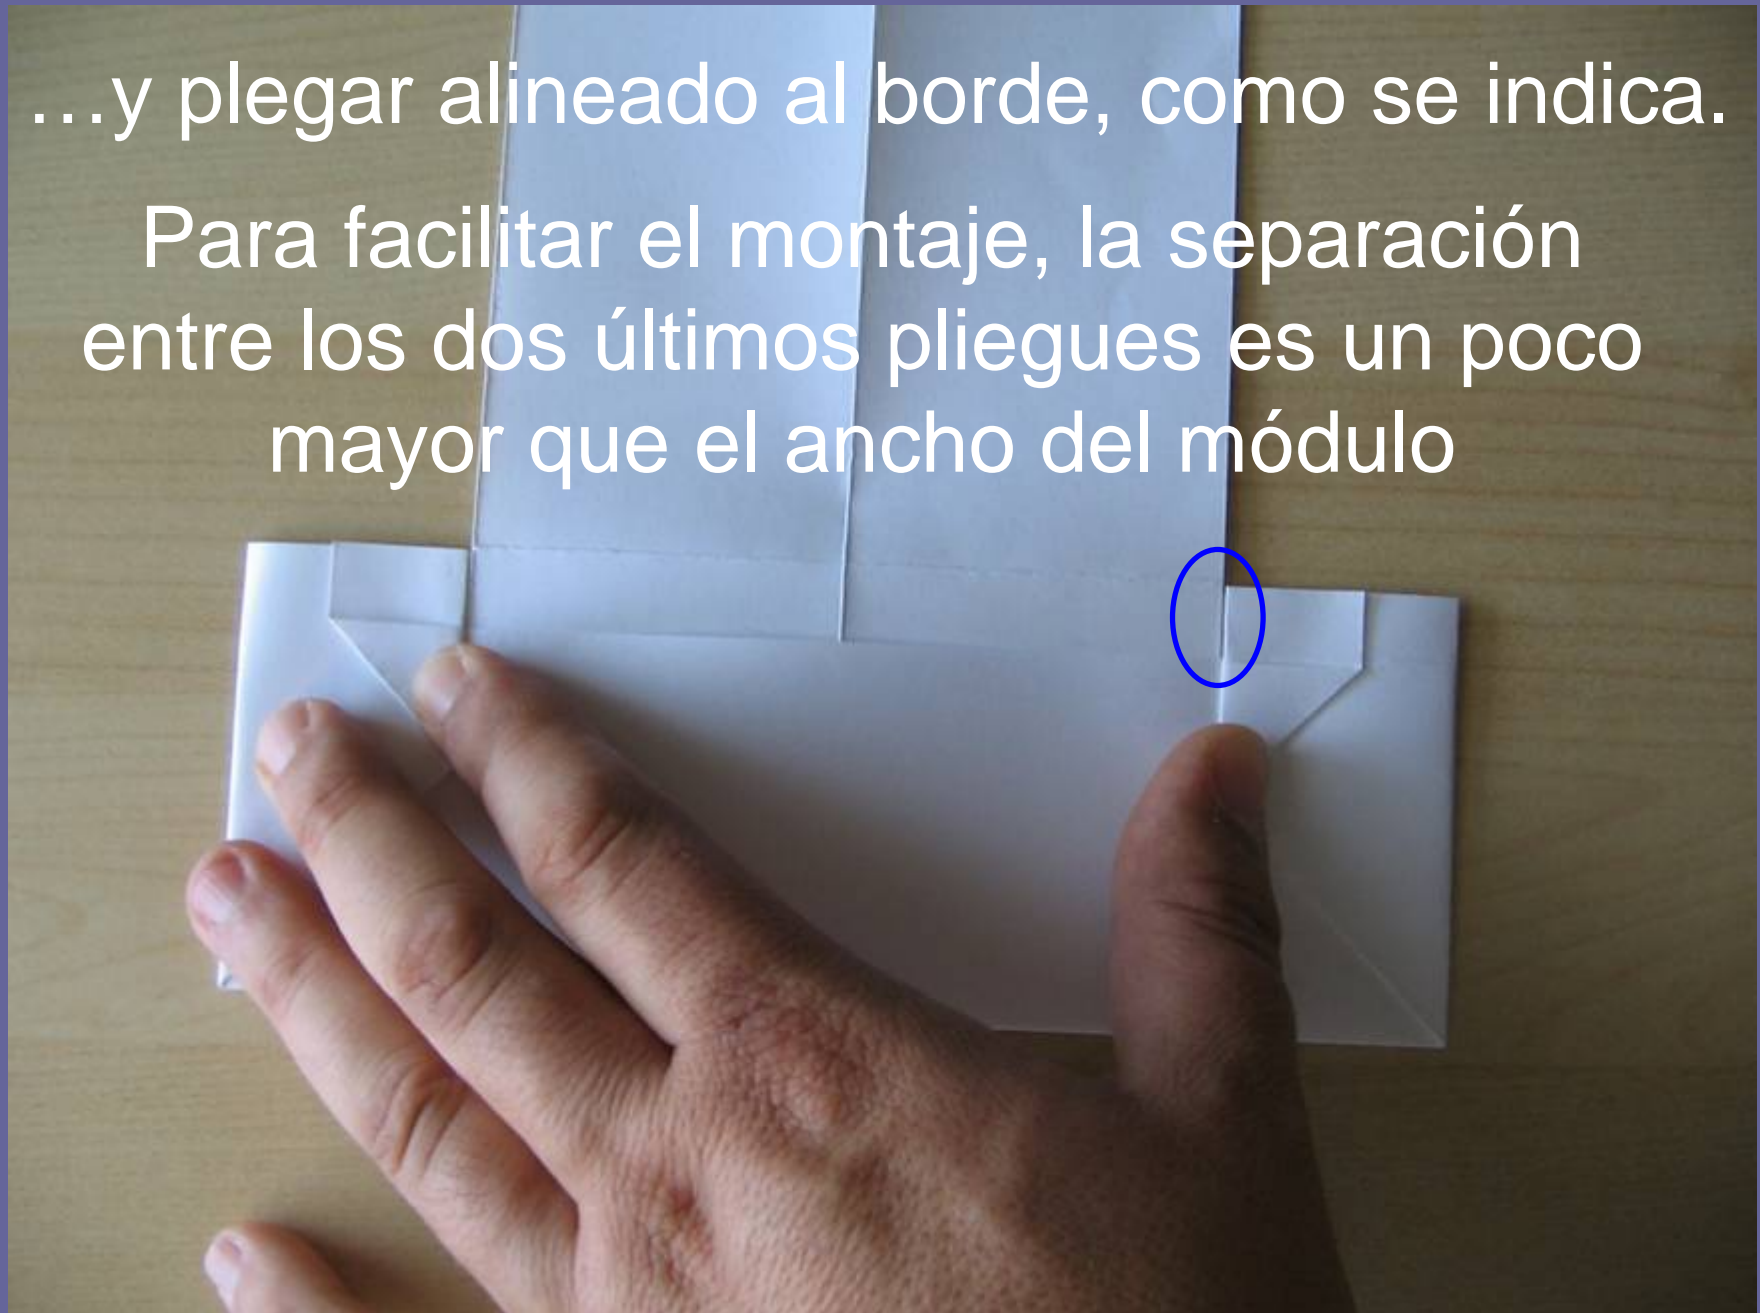 …y plegar alineado al borde, como se indica.
Para facilitar el montaje, la separación
entre los dos últimos pliegues es un poco
mayor que el ancho del módulo